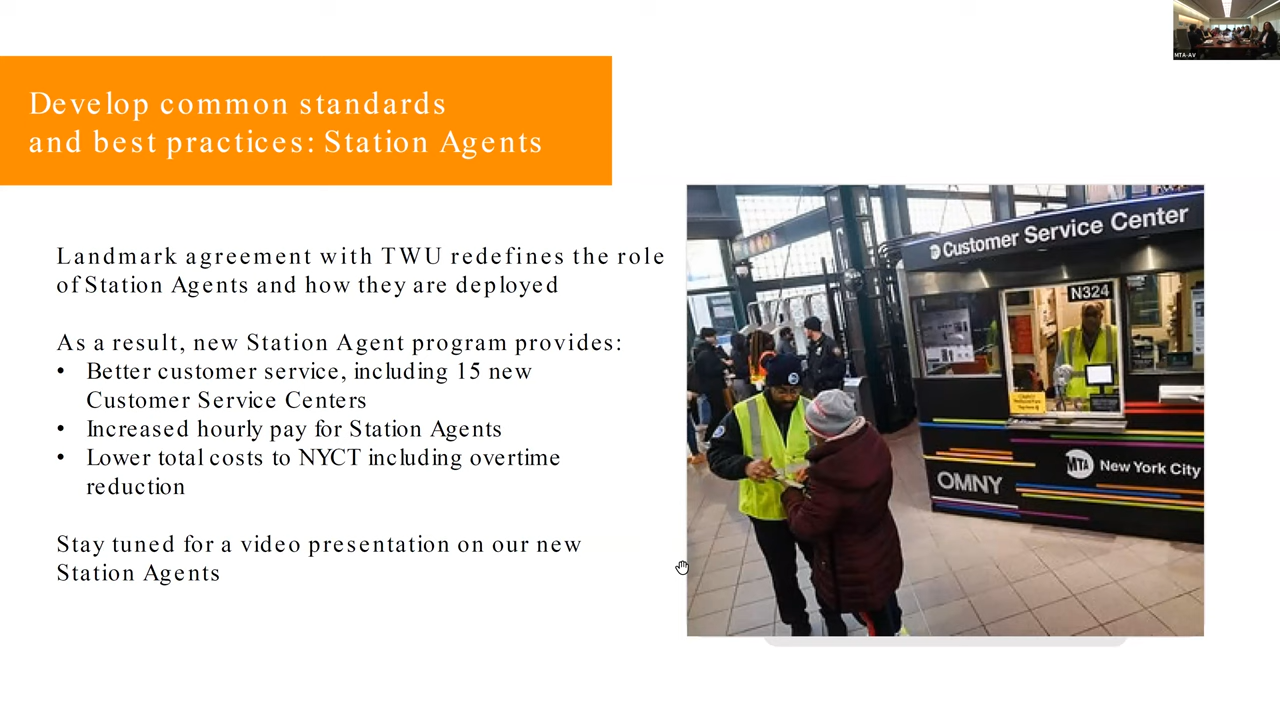 MTA-AV
Develop common standards
and best practices: Station Agents
Landmark agreement with TWU redefines the role
of Station Agents and how they are deployed
As a result, new Station Agent program provides:
• Better customer service, including 15 new
Customer Service Centers
• Increased hourly pay for Station Agents
• Lower total costs to NYCT including overtime
reduction
Stay tuned for a video presentation on our new
Station Agents
Customer Service Center
N324
MTA New York City
OMNY